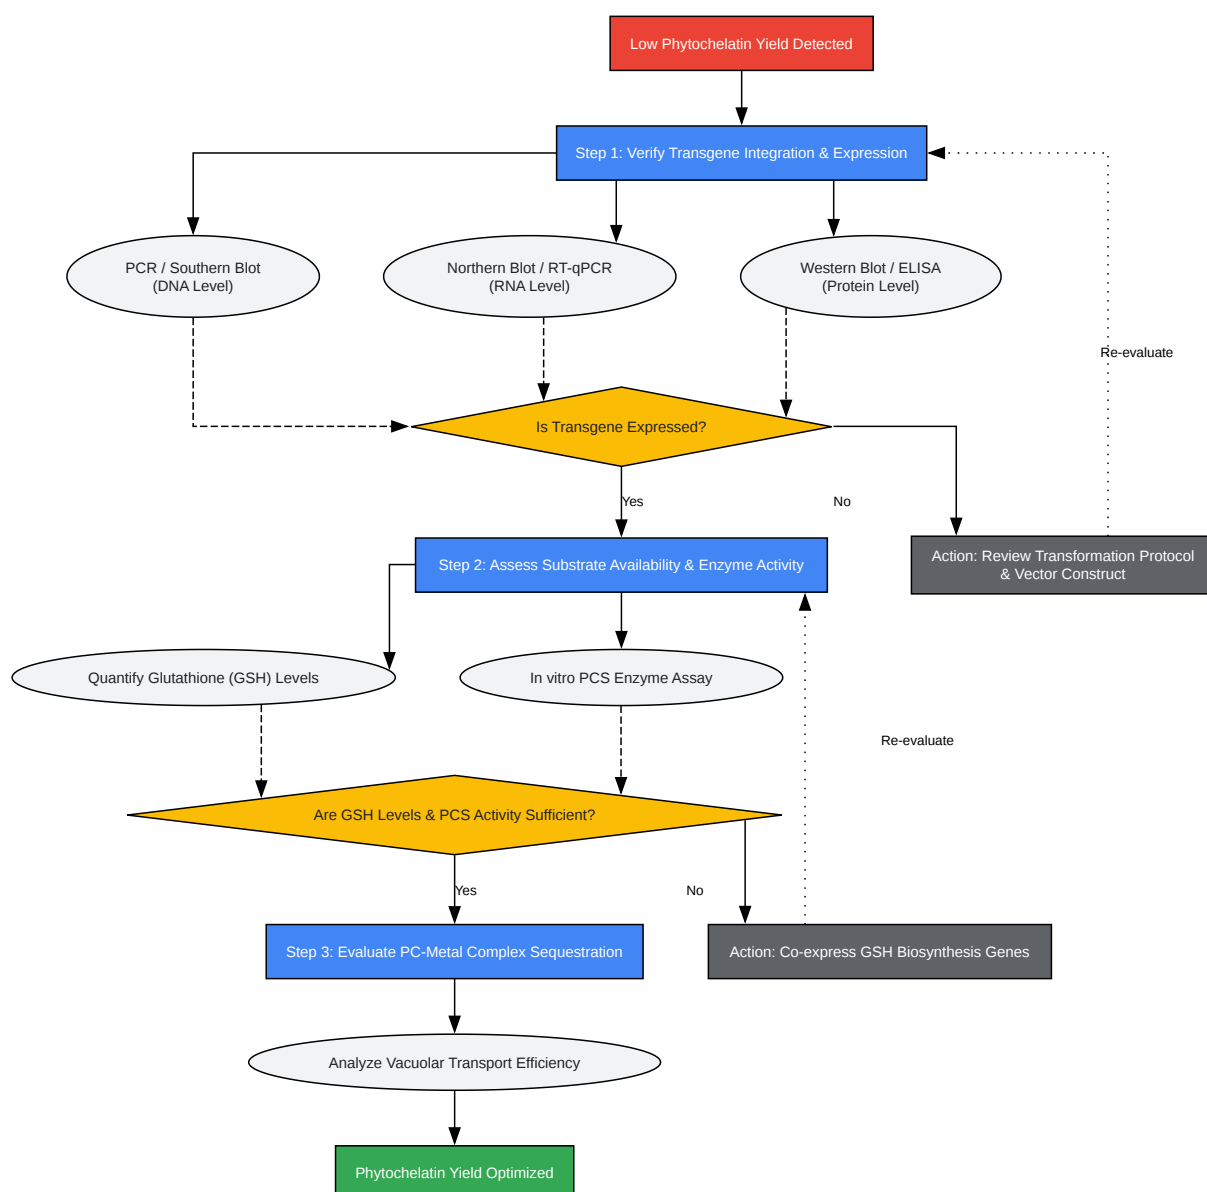 Low Phytochelatin Yield Detected
Step 1: Verify Transgene Integration & Expression
PCR / Southern Blot
(DNA Level)
Northern Blot / RT-qPCR
(RNA Level)
Western Blot / ELISA
(Protein Level)
Re-evaluate
Is Transgene Expressed?
Yes
No
Step 2: Assess Substrate Availability & Enzyme Activity
Action: Review Transformation Protocol
& Vector Construct
Quantify Glutathione (GSH) Levels
In vitro PCS Enzyme Assay
Re-evaluate
Are GSH Levels & PCS Activity Sufficient?
Yes
No
Step 3: Evaluate PC-Metal Complex Sequestration
Action: Co-express GSH Biosynthesis Genes
Analyze Vacuolar Transport Efficiency
Phytochelatin Yield Optimized